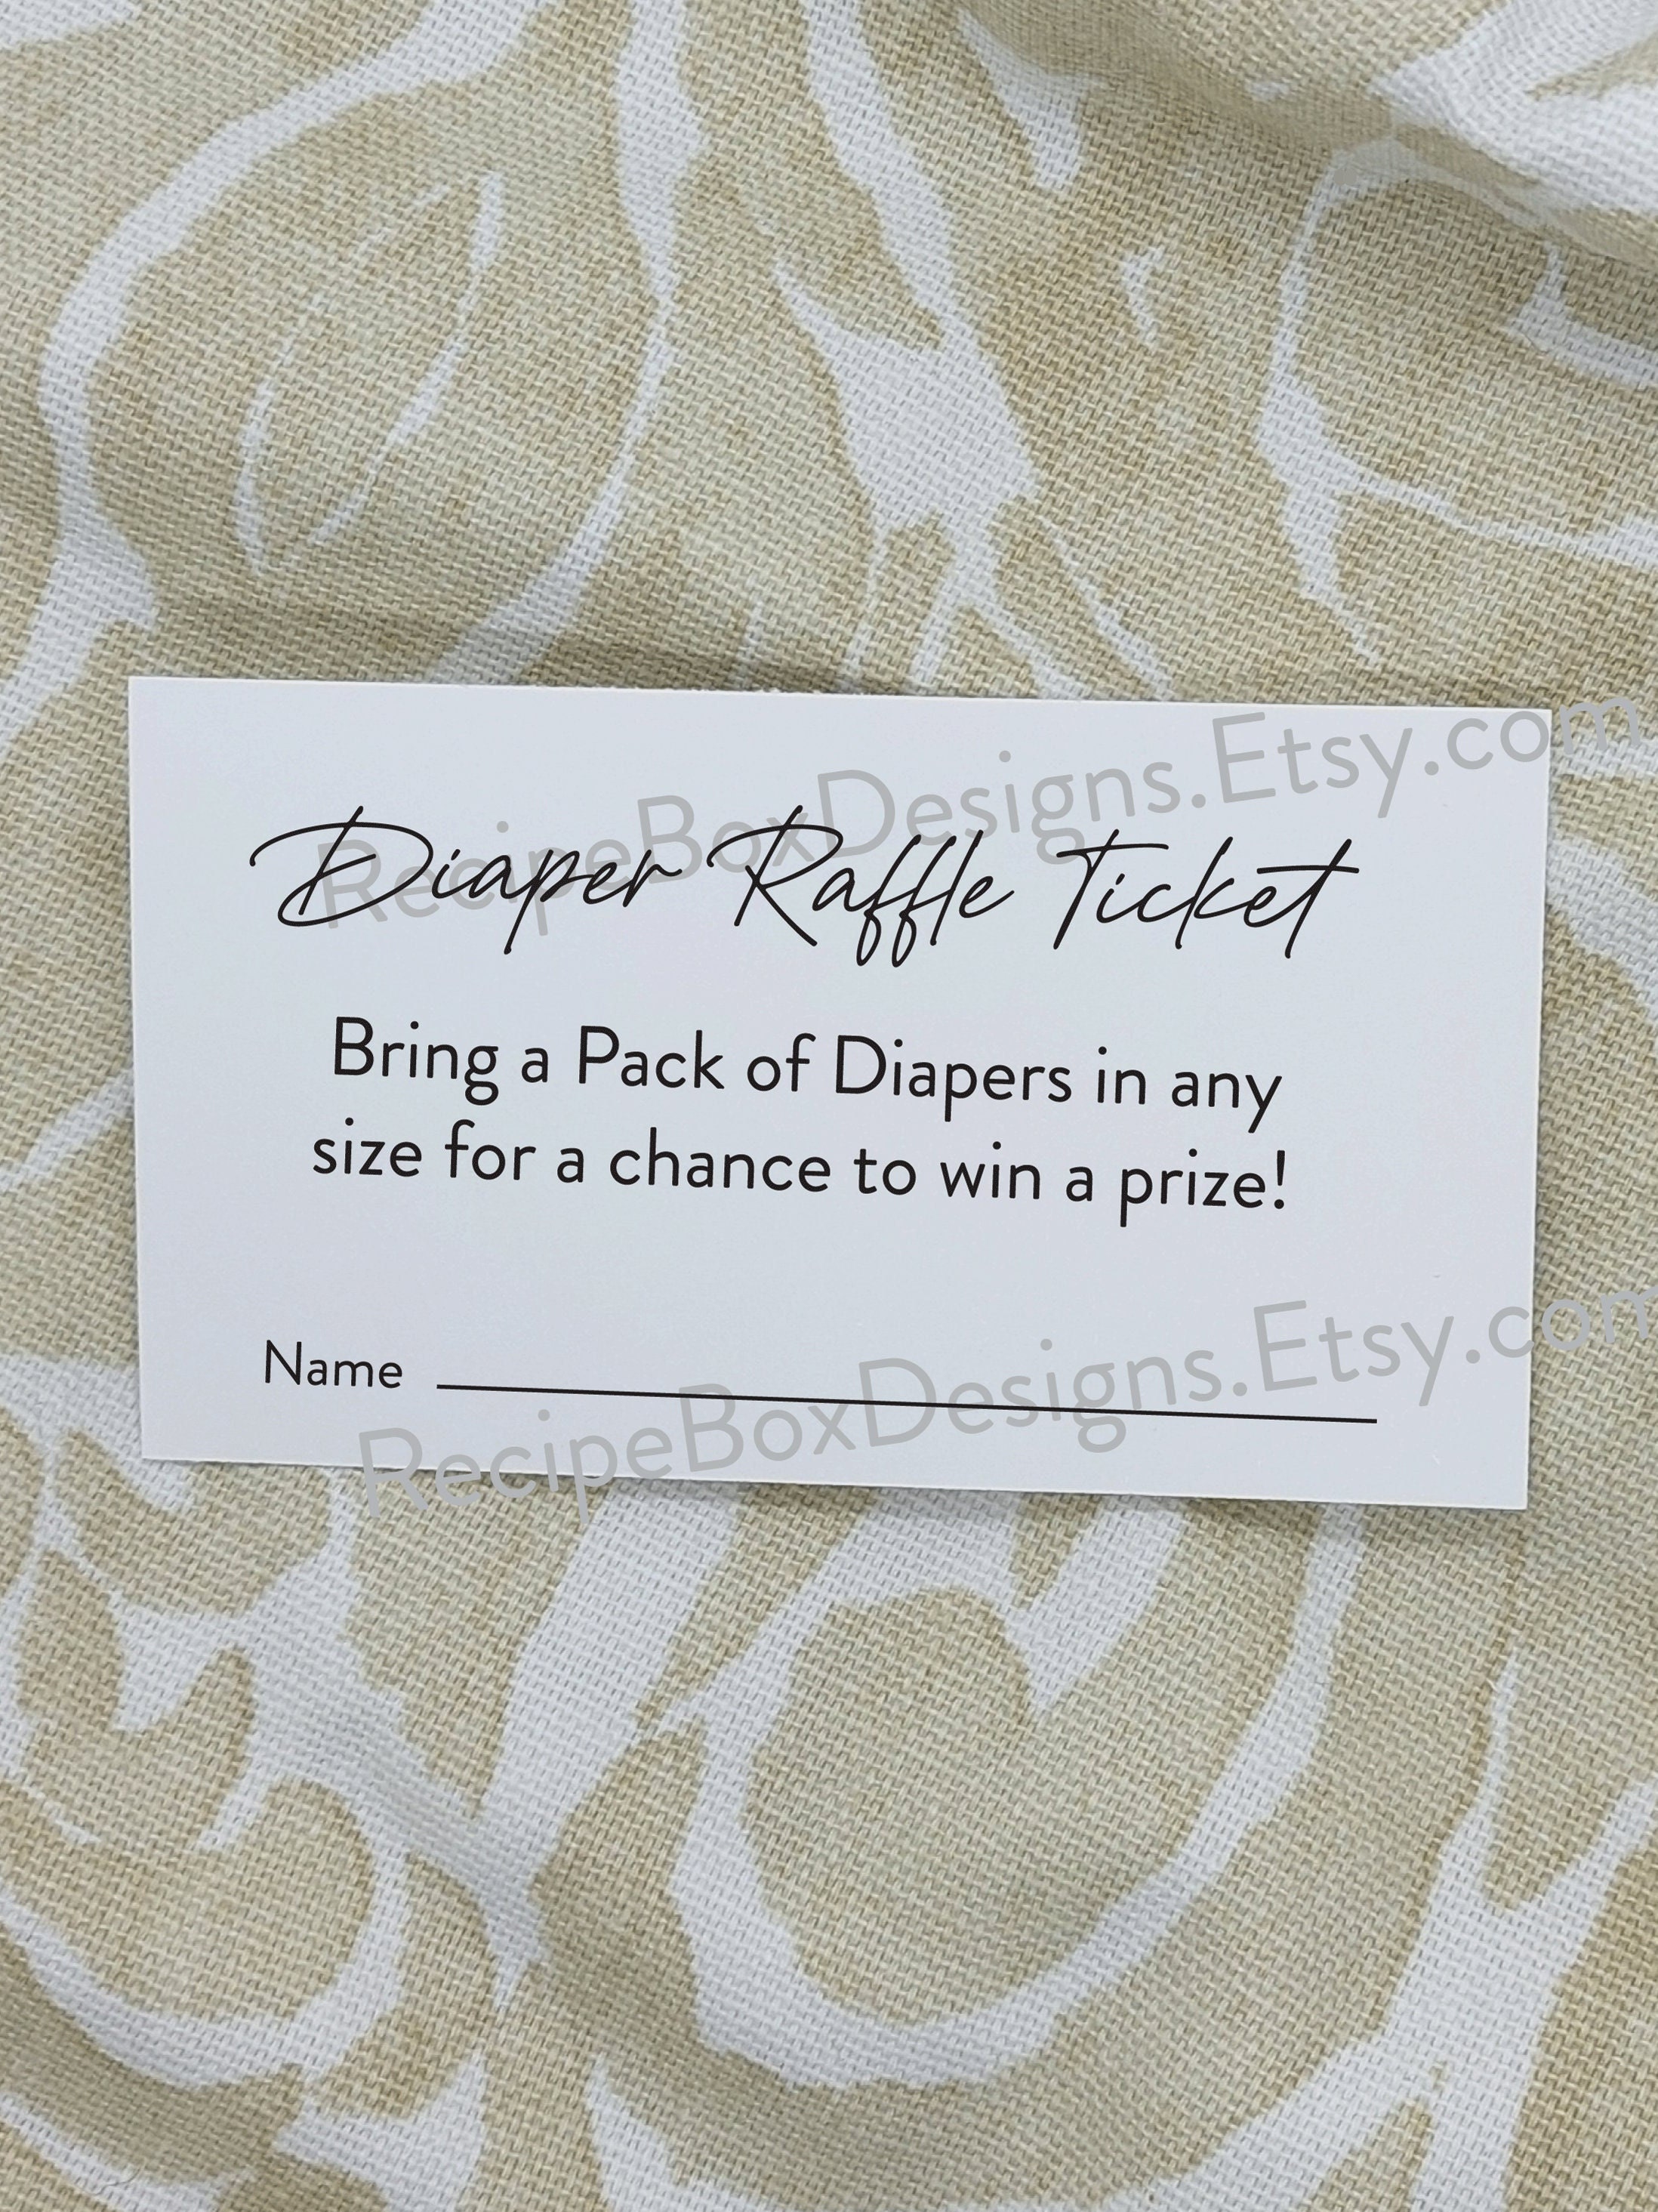 RecipeBoxDesigns.Etsy.com
Diaper Raffle Ticket
Bring a Pack of Diapers in any
size for a chance to win a prize!
Name
RecipeBoxDesigns.Etsy.com